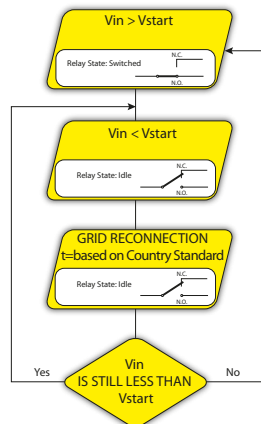 Vin > Vstart
N.C.
Relay State: Switched
N.O.
Vin < Vstart
N.C.
Relay State: Idle
N.O.
GRID RECONNECTION
t=based on Country Standard
N.C.
Relay State: Idle
N.O.
Vin
Yes
IS STILL LESS THAN
No
Vstart